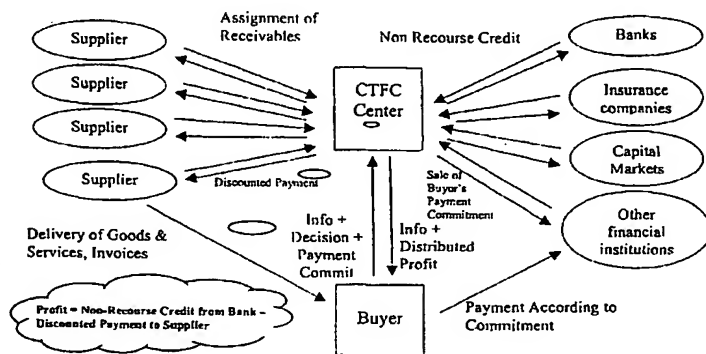 Supplier
Supplier
Supplier
Supplier
Assignment of
Receivables
Discounted Payment
CTFC
Center
Non Recourse Credit
Banks
Insurance
companies
Capital
Markets
Other
financial
institutions
Sale of
Buyer's
Payment
Commitment
Delivery of Goods &
Services, Invoices
Info +
Decision +
Payment
Commit
Info +
Distributed
Profit
Profit = Non-Recourse Credit from Bank –
Discounted Payment to Supplier
Buyer
Payment According to
Commitment